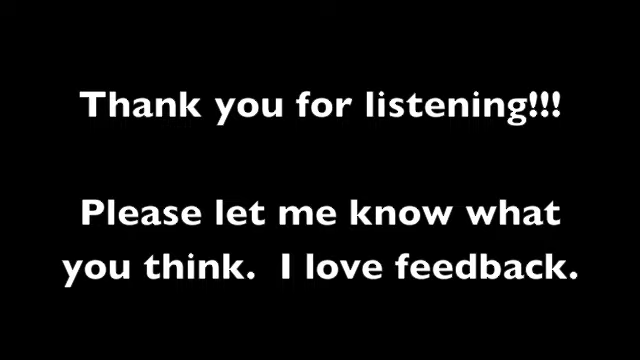 Thank you for listening!!!
Please let me know what
you think.  I love feedback.